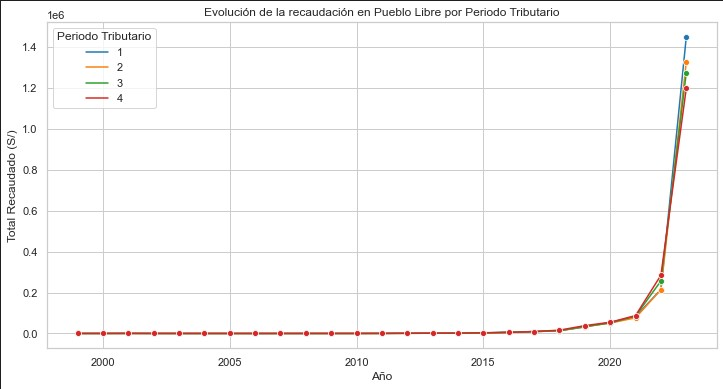 Evolución de la recaudación en Pueblo Libre por Periodo Tributario
1e6
Periodo Tributario
1
2
3
4
1.4
1.2
1.0
0.8
0.6
0.4
0.2
0.0
Total Recaudado (S/)
2000 2005 2010 2015 2020
Año